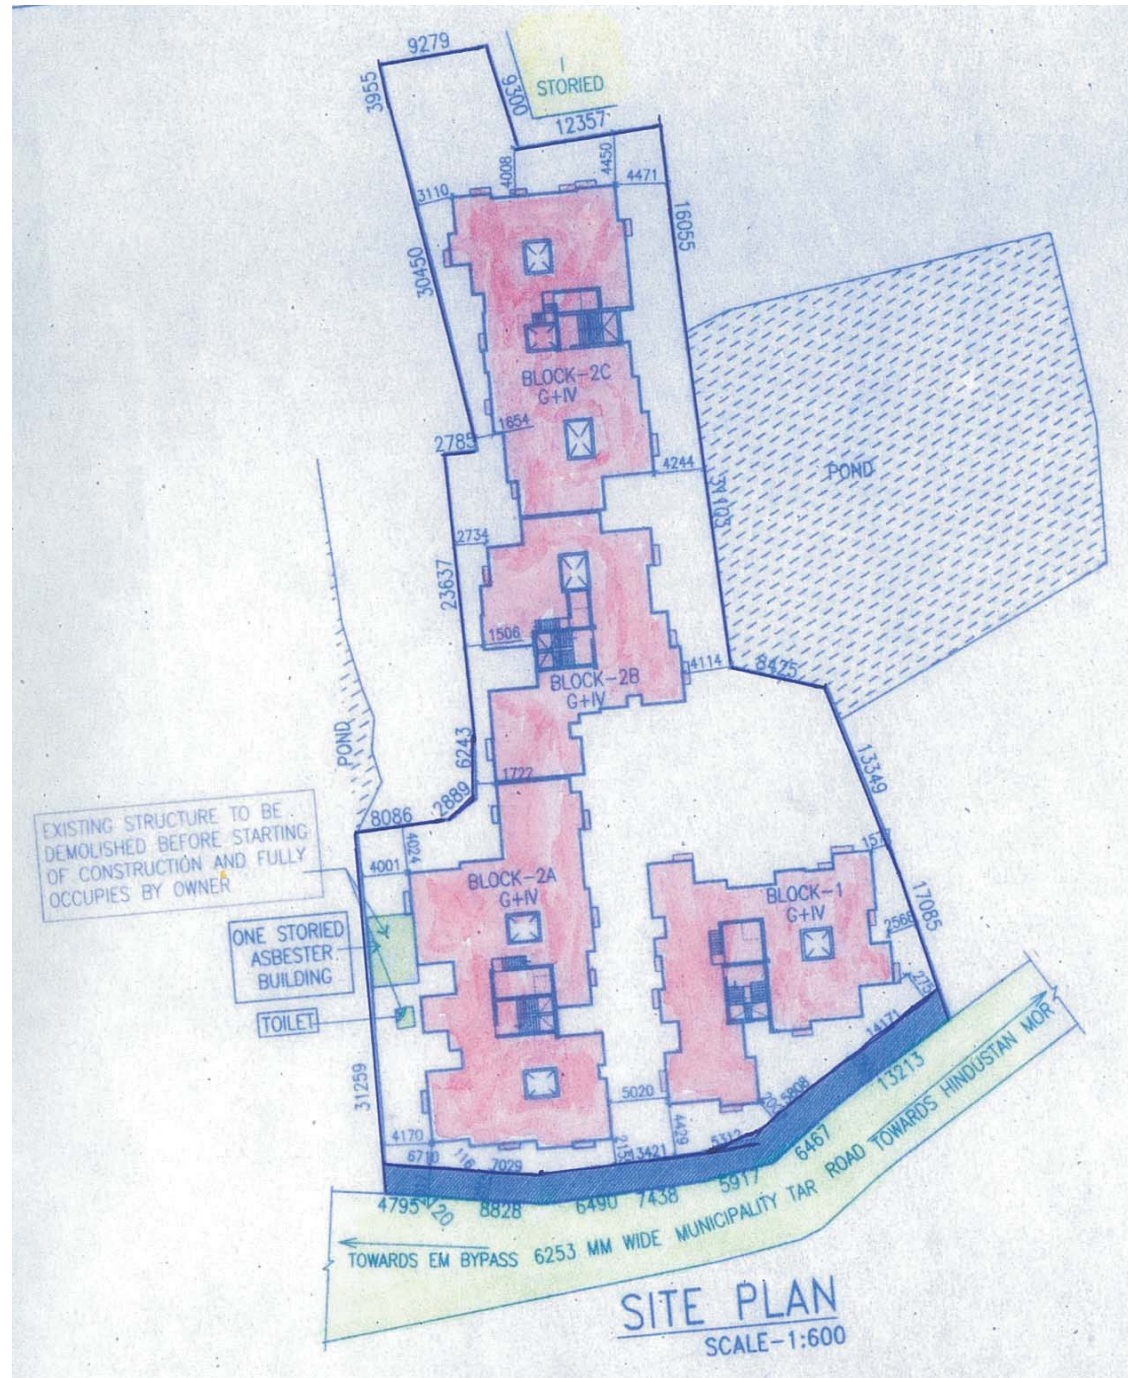 9279
3955
9300
I
STORIED
12357
4008
4450
4471
3110
16055
30450
BLOCK-2C
G+IV
1654
2785
4244
31103
POND
2734
23637
1506
4114
8425
BLOCK-2B
G+IV
POND
6243
1722
2889
13349
8086
4024
4001
EXISTING STRUCTURE TO BE
DEMOLISHED BEFORE STARTING
OF CONSTRUCTION AND FULLY
OCCUPIES BY OWNER
BLOCK-2A
G+IV
BLOCK-1
G+IV
17085
2568
ONE STORIED
ASBESTER
BUILDING
TOILET
31259
5020
14171
13213
5808
4170
6710
116
7029
13421
4429
5312
6467
4795
8828
6490
7438
5917
TOWARDS EM BYPASS 6253 MM WIDE MUNICIPALITY TAR ROAD TOWARDS HINDUSTAN MOR
SITE PLAN
SCALE-1:600